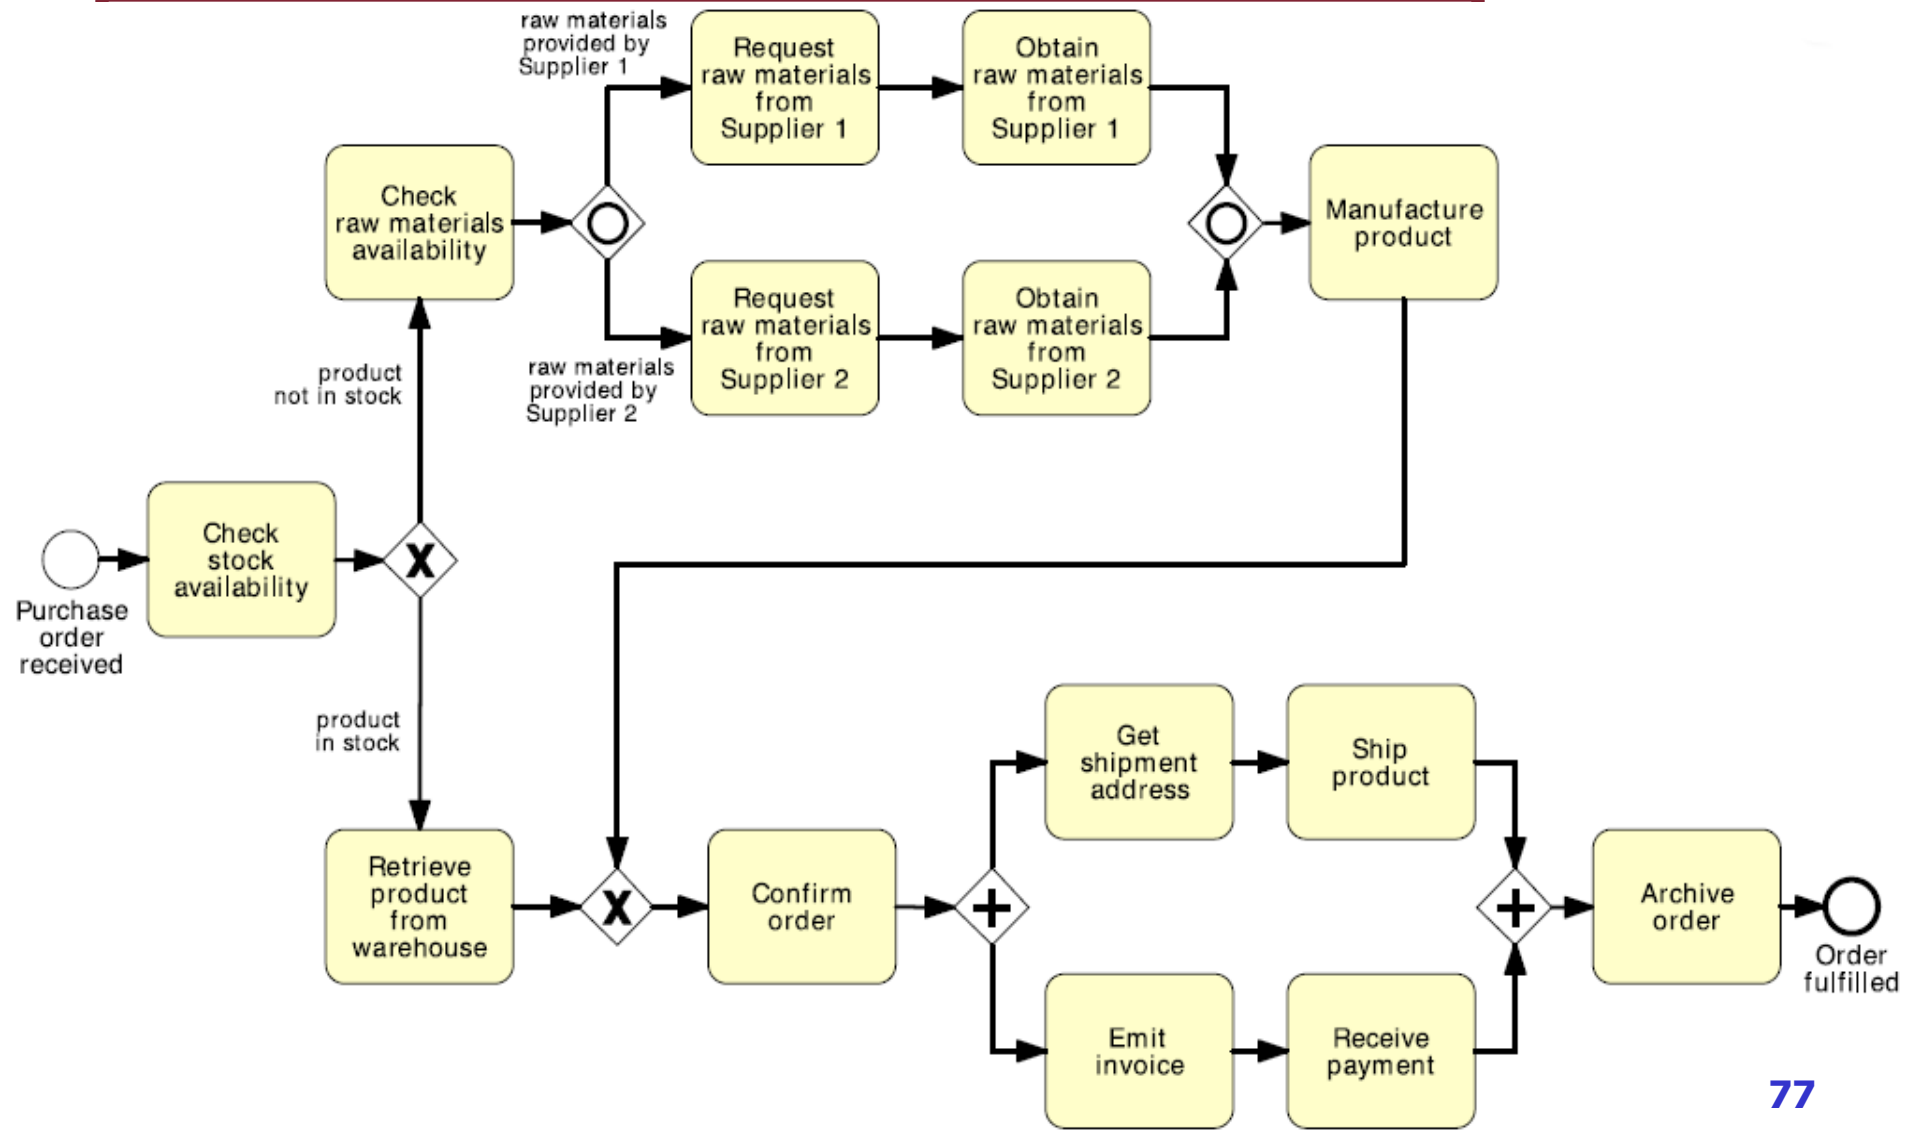 raw materials
provided by
Supplier 1
Request
raw materials
from
Supplier 1
Obtain
raw materials
from
Supplier 1
Check
raw materials
availability
Manufacture
product
Request
raw materials
from
Supplier 2
Obtain
raw materials
from
Supplier 2
raw materials
provided by
Supplier 2
product
not in stock
Check
stock
availability
X
Purchase
order
received
product
in stock
Get
shipment
address
Ship
product
Retrieve
product
from
warehouse
X
Confirm
order
+
+
Archive
order
Order
fulfilled
Emit
invoice
Receive
payment
77